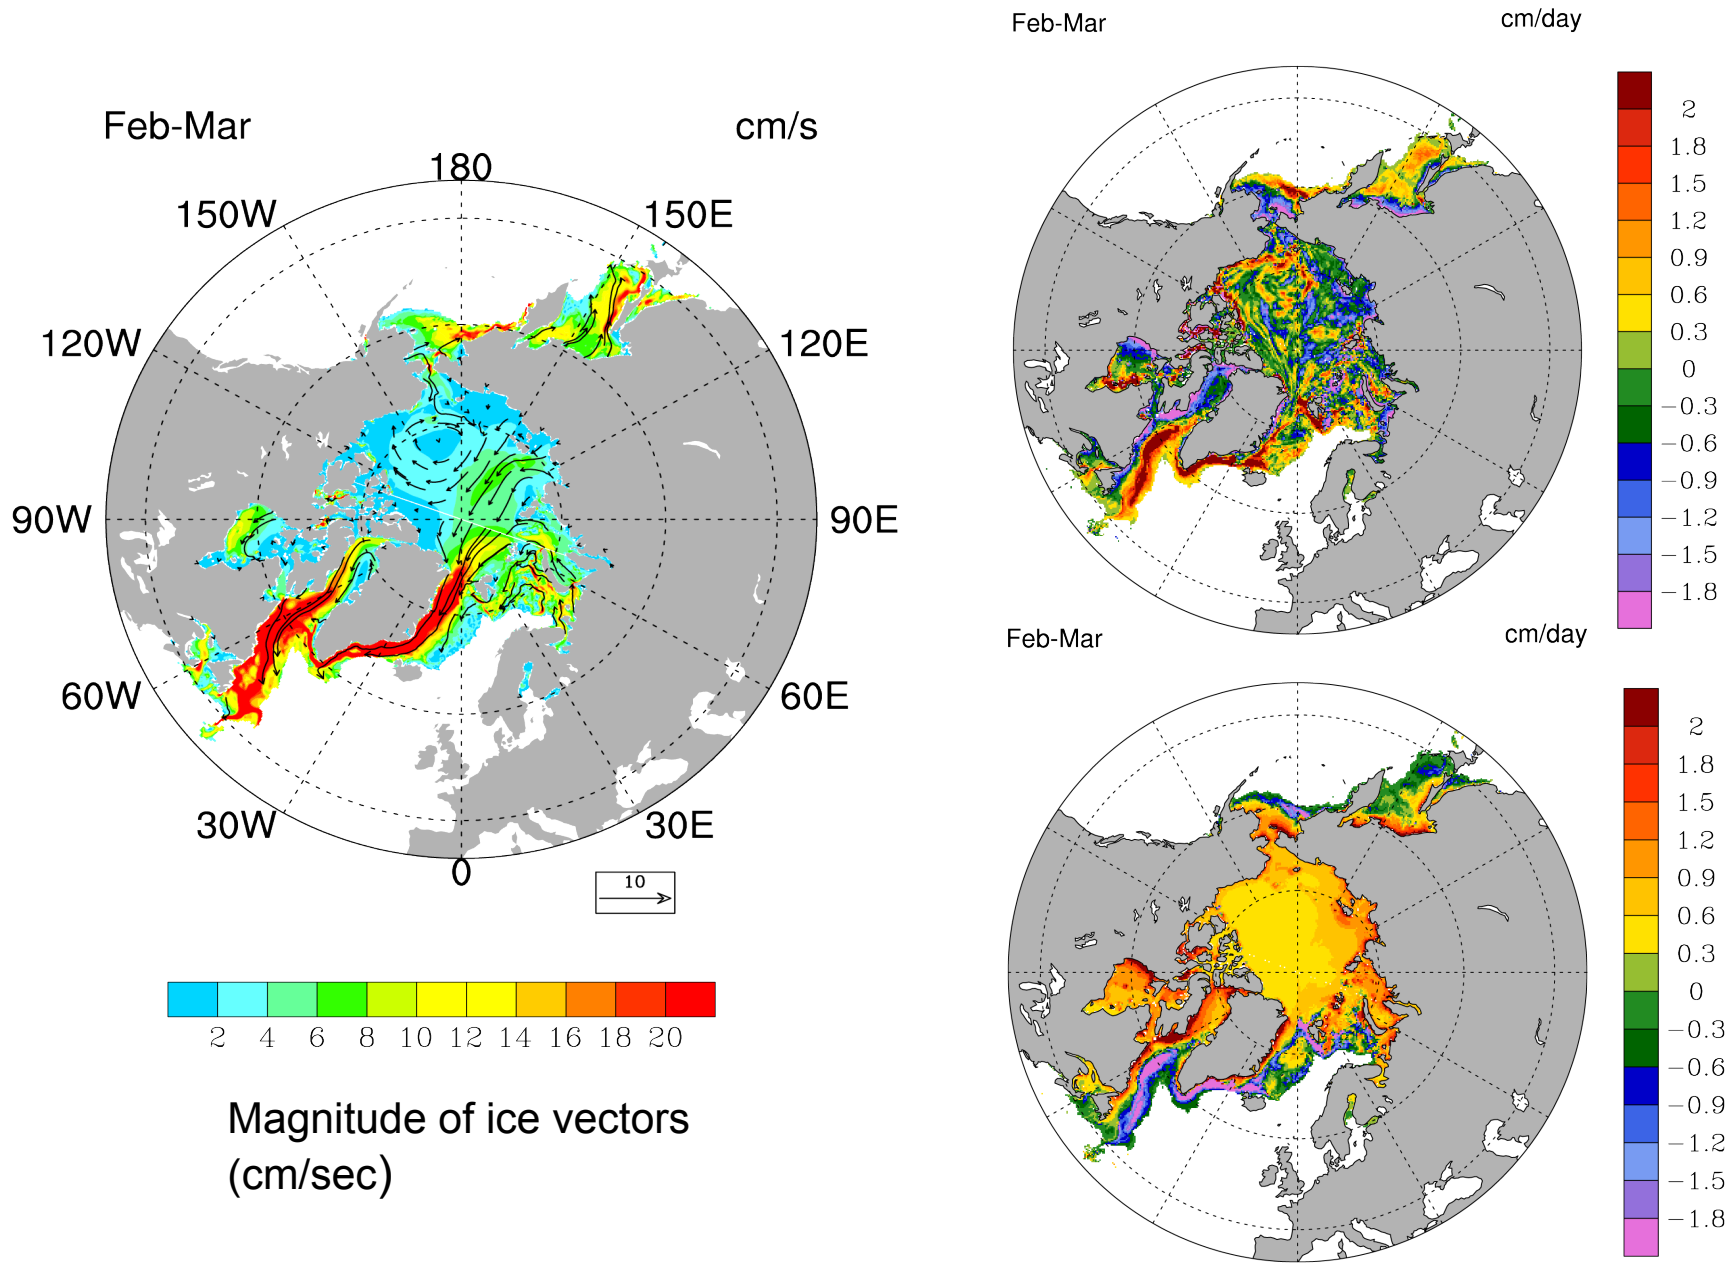 Feb-Mar cm/s
180
150W 150E
120W 120E
90W 90E
60W 60E
30W 30E
0
10
2 4 6 8 10 12 14 16 18 20
Magnitude of ice vectors
(cm/sec)
Feb-Mar cm/day
2
1.8
1.5
1.2
0.9
0.6
0.3
0
−0.3
−0.6
−0.9
−1.2
−1.5
−1.8
Feb-Mar cm/day
2
1.8
1.5
1.2
0.9
0.6
0.3
0
−0.3
−0.6
−0.9
−1.2
−1.5
−1.8